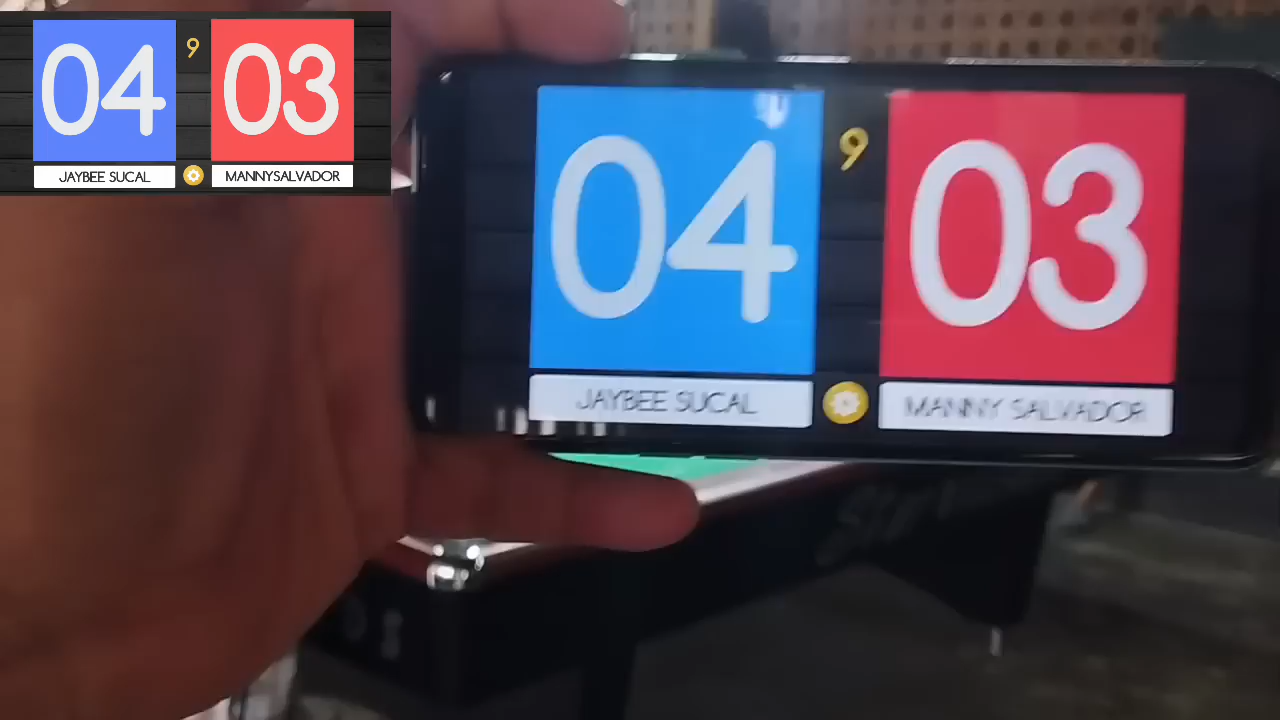 04 9 03
JAYBEE SUCAL MANNYSALVADOR
04 9 03
JAYBEE SUCAL MANNY SALVADOR